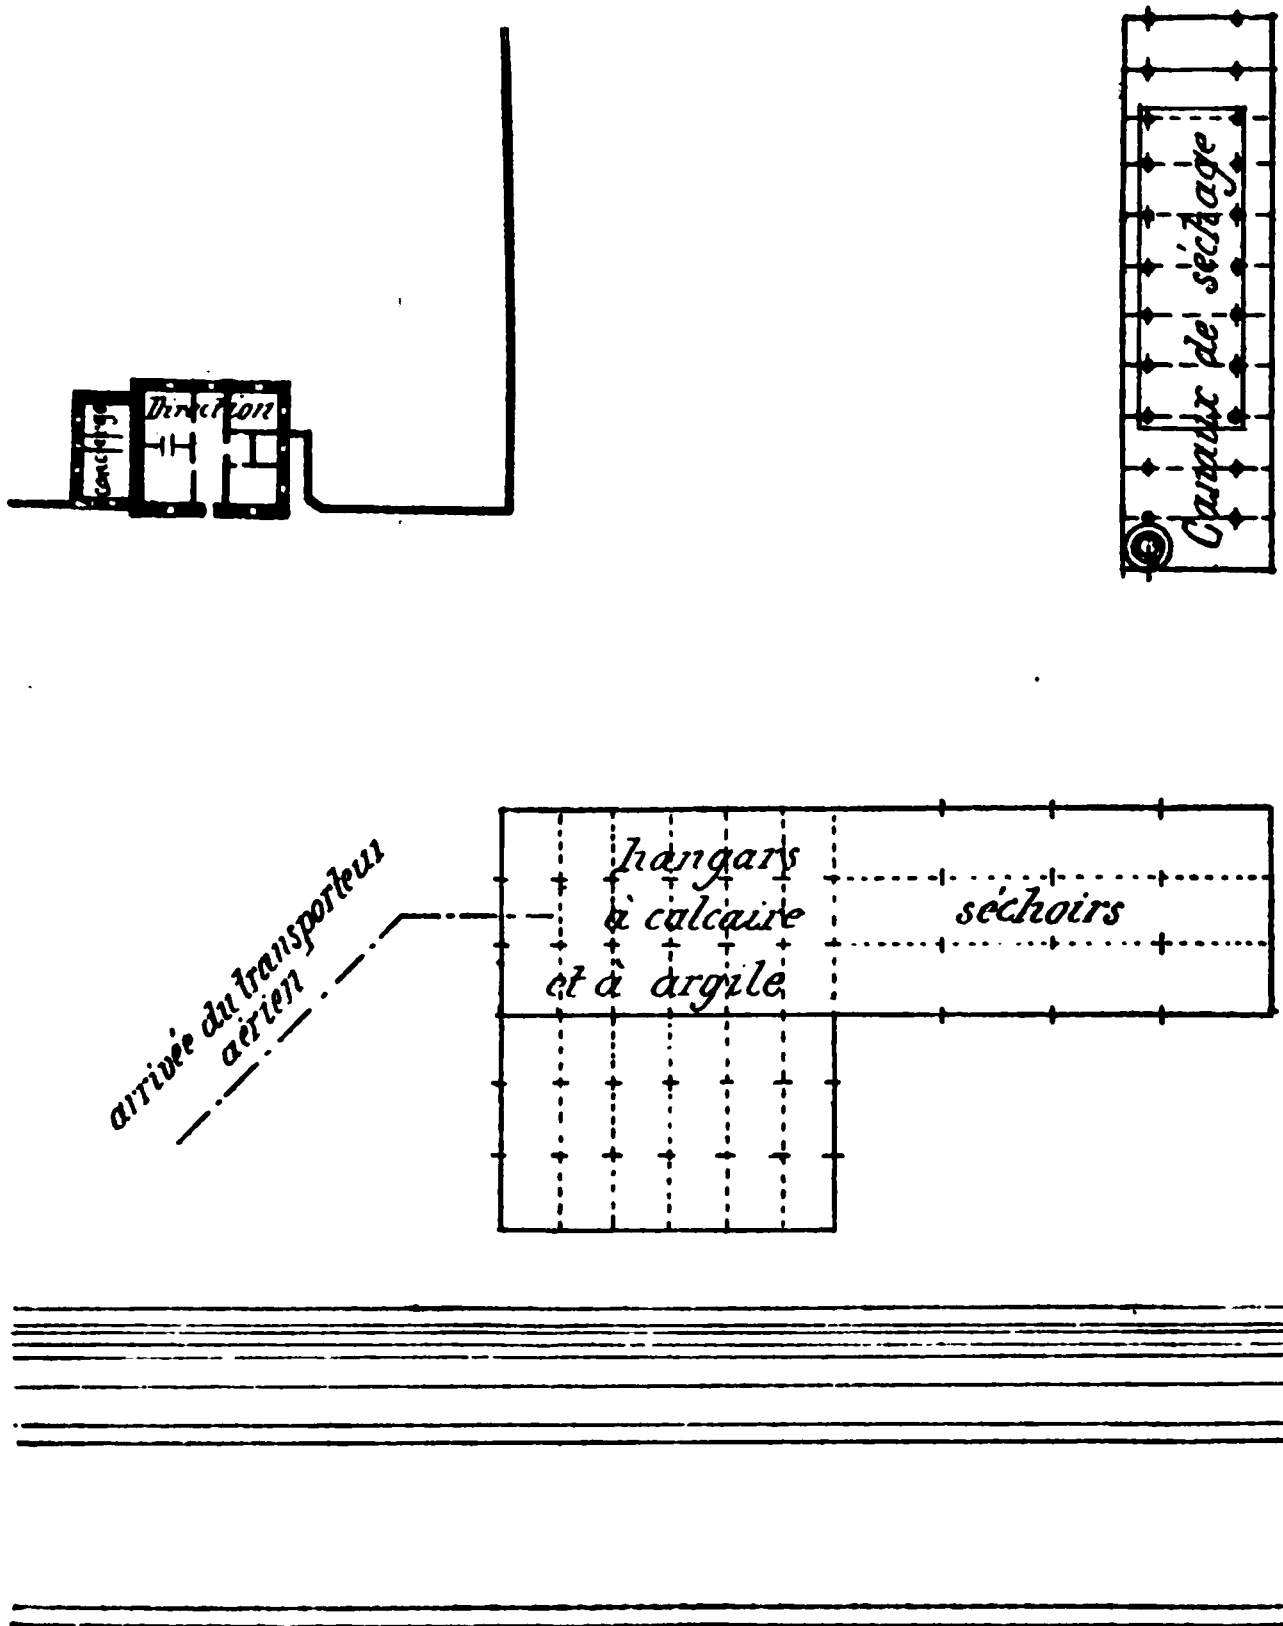 Canaux de séchage
Direction
concierge
hangars
à calcaire
et à argile
séchoirs
arrivée du transporteur
aérien